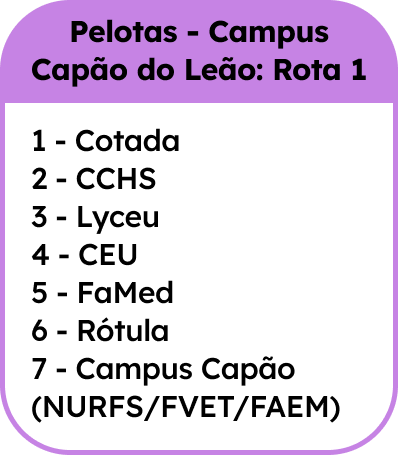 Pelotas - Campus
Capão do Leão: Rota 1
1 - Cotada
2 - CCHS
3 - Lyceu
4 - CEU
5 - FaMed
6 - Rótula
7 - Campus Capão
(NURFS/FVET/FAEM)